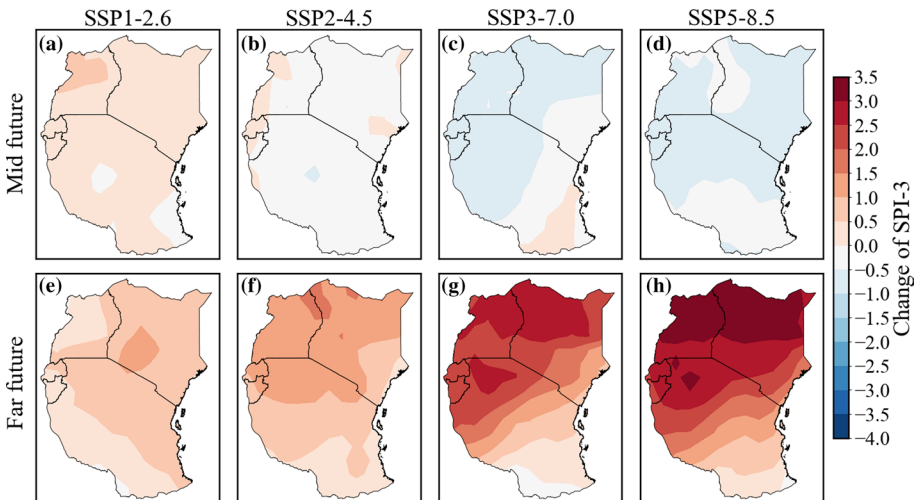 SSP1-2.6 SSP2-4.5 SSP3-7.0 SSP5-8.5
Mid future
(a) (b) (c) (d)
Far future
(e) (f) (g) (h)
3.5
3.0
2.5
2.0
1.5
1.0
0.5
0.0
−0.5
−1.0
−1.5
−2.0
−2.5
−3.0
−3.5
−4.0
Change of SPI-3